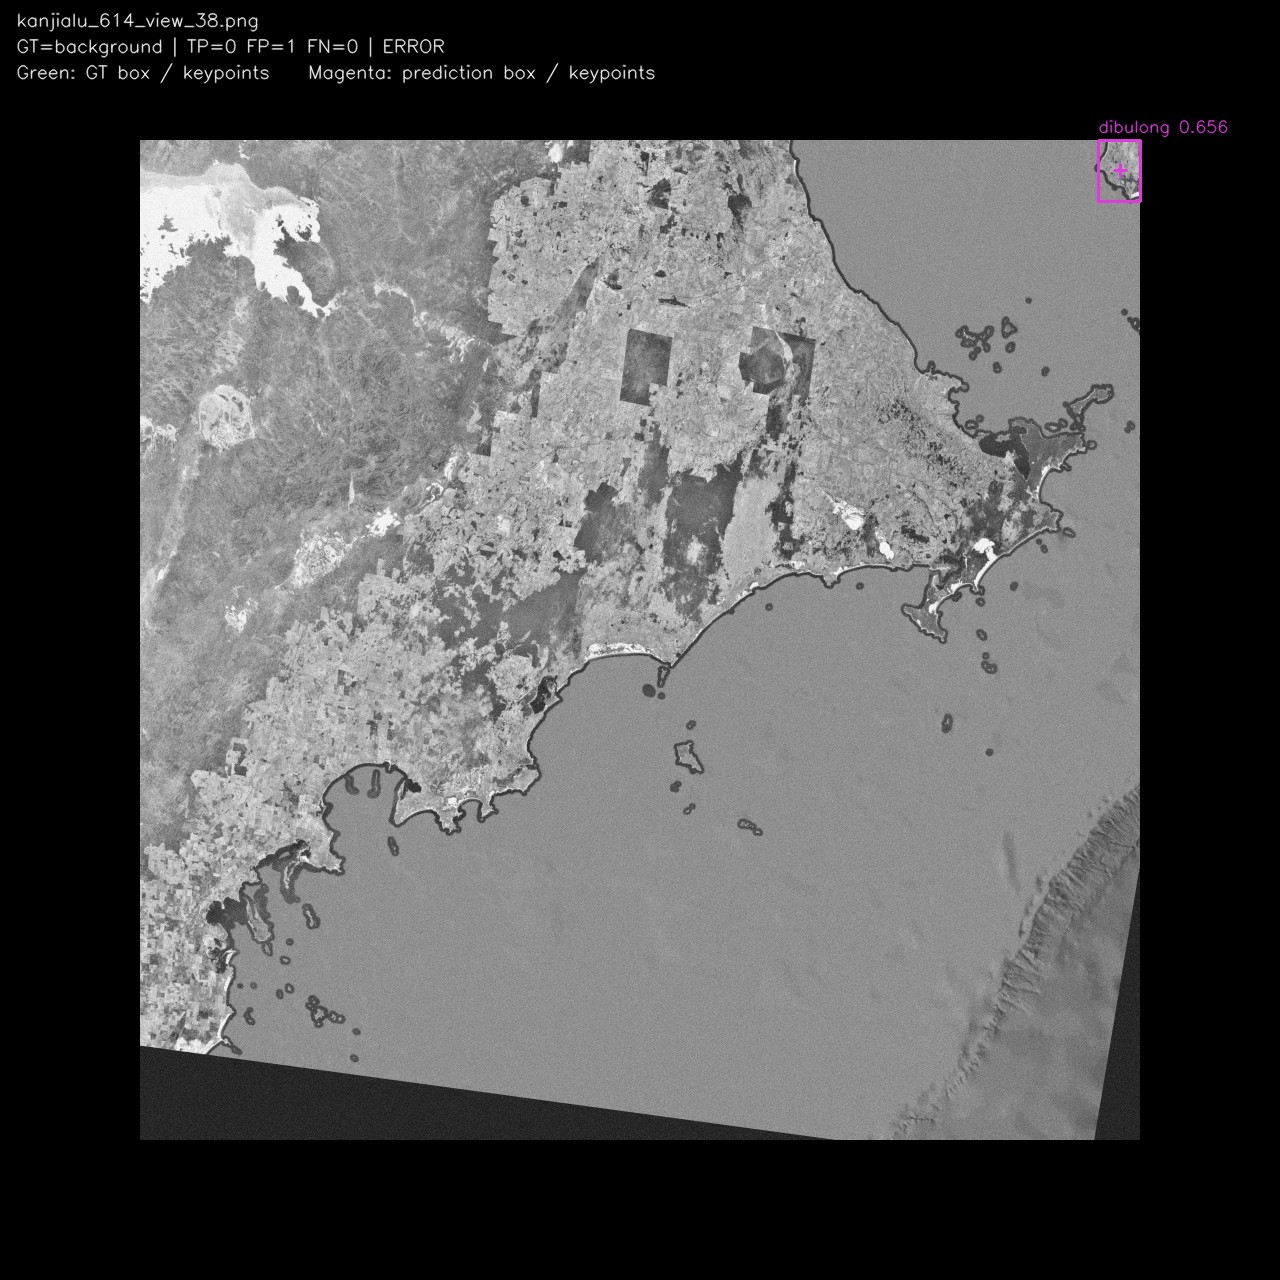 kanjialu_614_view_38.png
GT=background | TP=0 FP=1 FN=0 | ERROR
Green: GT box / keypoints Magenta: prediction box / keypoints
dibulong 0.656